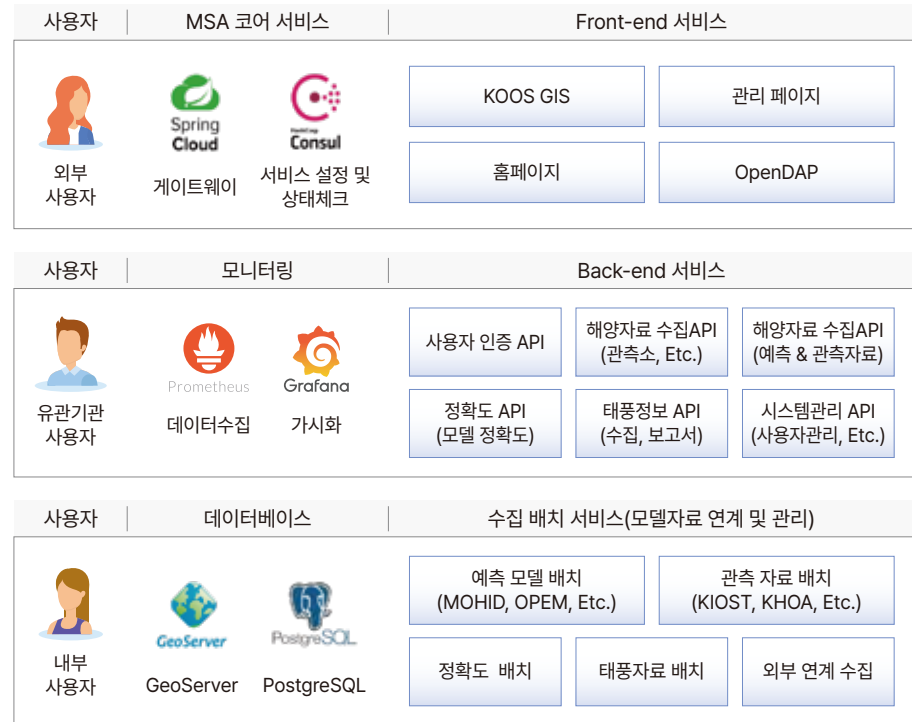 사용자
MSA 코어 서비스
Front-end 서비스
외부
사용자
Spring
Cloud
게이트웨이
HashiCorp
Consul
서비스 설정 및
상태체크
KOOS GIS
관리 페이지
홈페이지
OpenDAP
사용자
모니터링
Back-end 서비스
유관기관
사용자
Prometheus
데이터수집
Grafana
가시화
사용자 인증 API
해양자료 수집API
(관측소, Etc.)
해양자료 수집API
(예측 & 관측자료)
정확도 API
(모델 정확도)
태풍정보 API
(수집, 보고서)
시스템관리 API
(사용자관리, Etc.)
사용자
데이터베이스
수집 배치 서비스(모델자료 연계 및 관리)
내부
사용자
GeoServer
GeoServer
PostgreSQL
PostgreSQL
예측 모델 배치
(MOHID, OPEM, Etc.)
관측 자료 배치
(KIOST, KHOA, Etc.)
정확도 배치
태풍자료 배치
외부 연계 수집